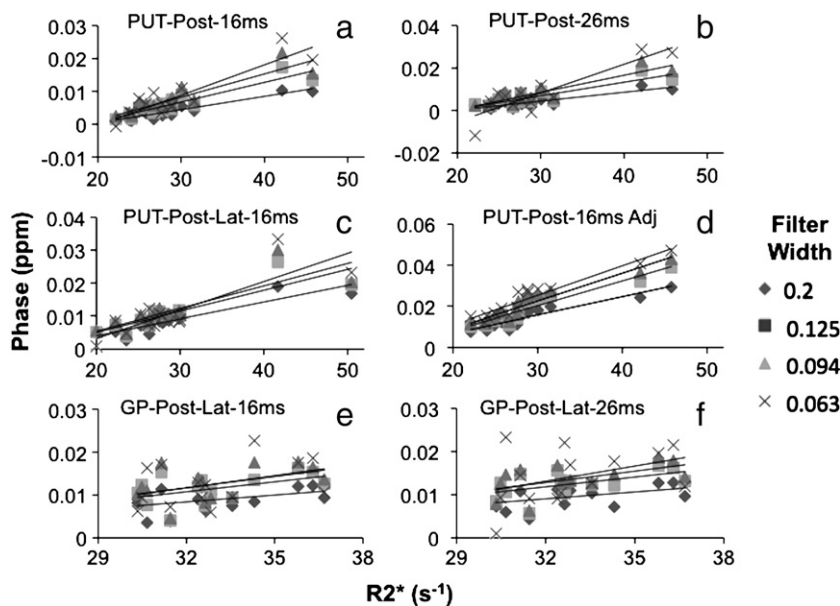 PUT-Post-16ms a
0.03
0.02
0.01
0
-0.01
20 30 40 50
PUT-Post-26ms b
0.04
0.02
0
-0.02
20 30 40 50
PUT-Post-Lat-16ms c
0.04
0.03
0.02
0.01
0
20 30 40 50
PUT-Post-16ms Adj d
0.06
0.04
0.02
0
20 30 40 50
GP-Post-Lat-16ms e
0.03
0.02
0.01
0
29 32 35 38
GP-Post-Lat-26ms f
0.03
0.02
0.01
0
29 32 35 38
Phase (ppm)
R2* (s⁻¹)
Filter
Width
0.2
0.125
0.094
0.063